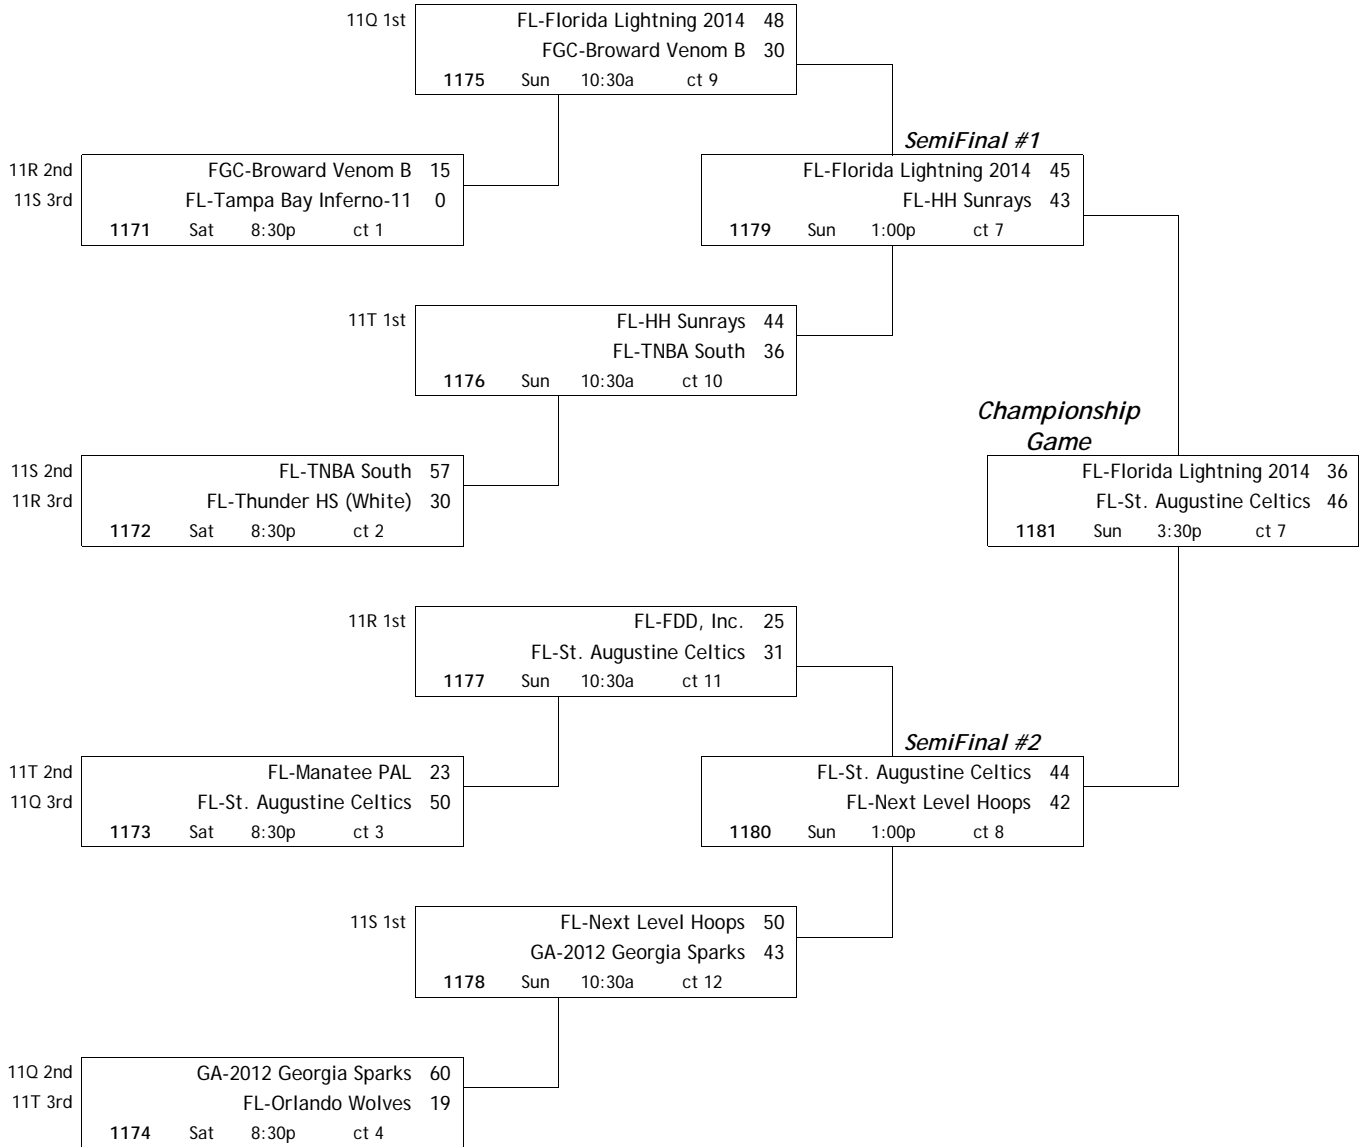 11Q 1st
FL-Florida Lightning 2014 48
FGC-Broward Venom B 30
1175 Sun 10:30a ct 9
11R 2nd
11S 3rd
FGC-Broward Venom B 15
FL-Tampa Bay Inferno-11 0
1171 Sat 8:30p ct 1
SemiFinal #1
FL-Florida Lightning 2014 45
FL-HH Sunrays 43
1179 Sun 1:00p ct 7
11T 1st
FL-HH Sunrays 44
FL-TNBA South 36
1176 Sun 10:30a ct 10
11S 2nd
11R 3rd
FL-TNBA South 57
FL-Thunder HS (White) 30
1172 Sat 8:30p ct 2
Championship
Game
FL-Florida Lightning 2014 36
FL-St. Augustine Celtics 46
1181 Sun 3:30p ct 7
11R 1st
FL-FDD, Inc. 25
FL-St. Augustine Celtics 31
1177 Sun 10:30a ct 11
11T 2nd
11Q 3rd
FL-Manatee PAL 23
FL-St. Augustine Celtics 50
1173 Sat 8:30p ct 3
SemiFinal #2
FL-St. Augustine Celtics 44
FL-Next Level Hoops 42
1180 Sun 1:00p ct 8
11S 1st
FL-Next Level Hoops 50
GA-2012 Georgia Sparks 43
1178 Sun 10:30a ct 12
11Q 2nd
11T 3rd
GA-2012 Georgia Sparks 60
FL-Orlando Wolves 19
1174 Sat 8:30p ct 4